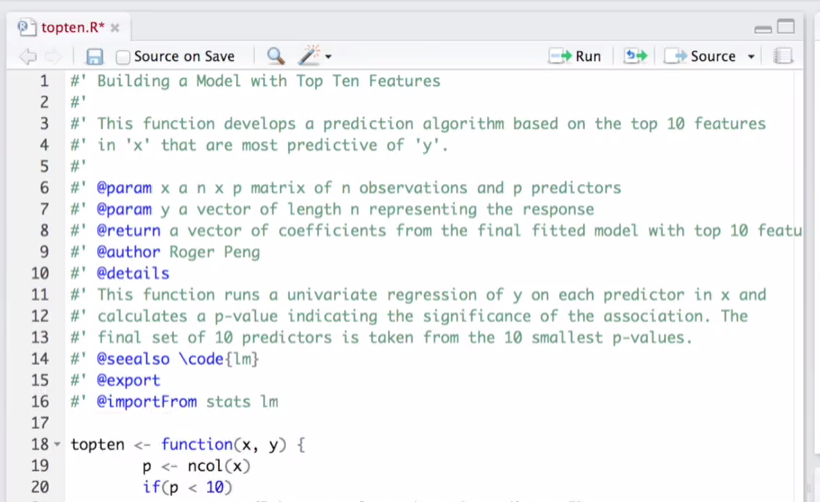 topten.R*
Source on Save
Run
Source
1 #' Building a Model with Top Ten Features
2 #'
3 #' This function develops a prediction algorithm based on the top 10 features
4 #' in 'x' that are most predictive of 'y'.
5 #'
6 #' @param x a n x p matrix of n observations and p predictors
7 #' @param y a vector of length n representing the response
8 #' @return a vector of coefficients from the final fitted model with top 10 featu
9 #' @author Roger Peng
10 #' @details
11 #' This function runs a univariate regression of y on each predictor in x and
12 #' calculates a p-value indicating the significance of the association. The
13 #' final set of 10 predictors is taken from the 10 smallest p-values.
14 #' @seealso \code{lm}
15 #' @export
16 #' @importFrom stats lm
17
18 topten <- function(x, y) {
19 p <- ncol(x)
20 if(p < 10)